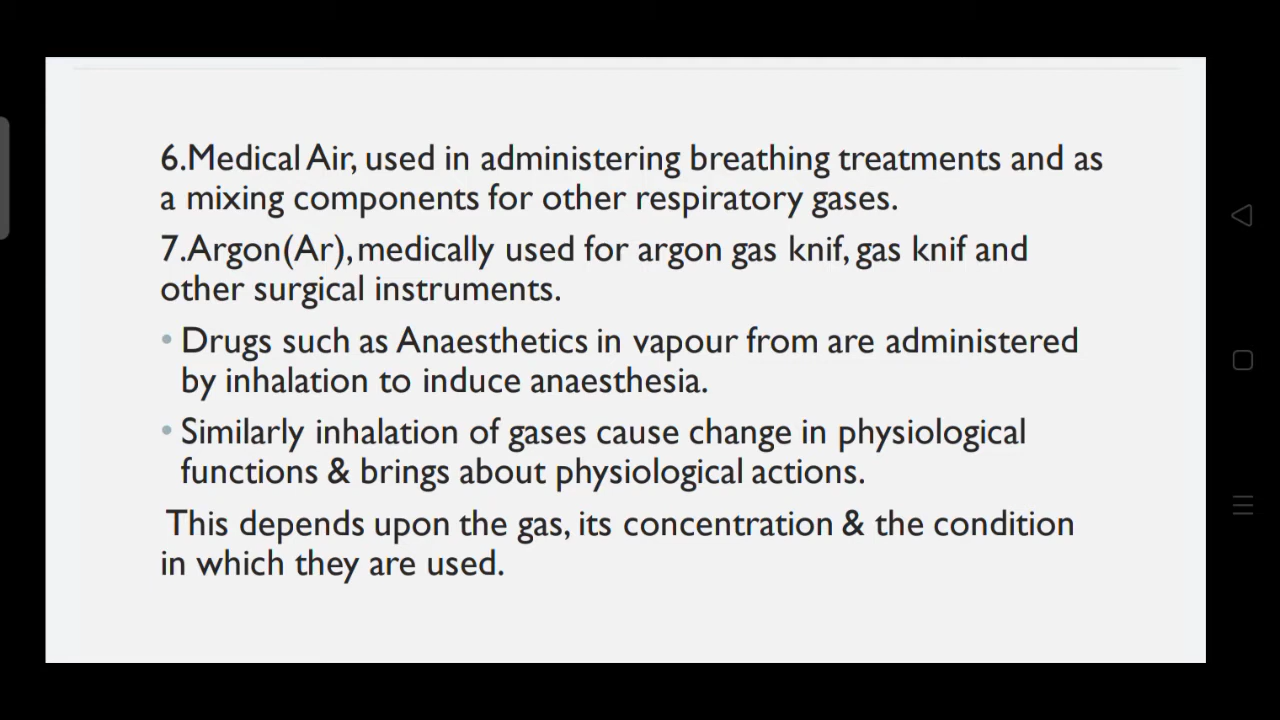 6.Medical Air, used in administering breathing treatments and as
a mixing components for other respiratory gases.
7.Argon(Ar), medically used for argon gas knif, gas knif and
other surgical instruments.
• Drugs such as Anaesthetics in vapour from are administered
by inhalation to induce anaesthesia.
• Similarly inhalation of gases cause change in physiological
functions & brings about physiological actions.
This depends upon the gas, its concentration & the condition
in which they are used.